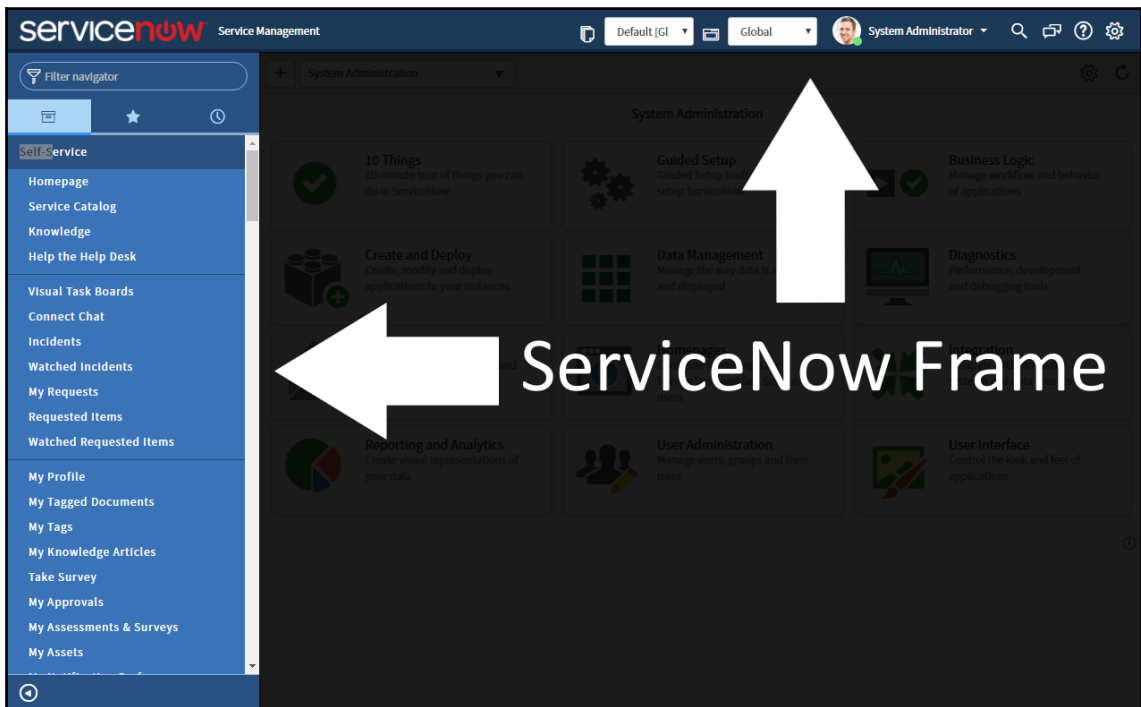 servicenow Service Management
Default [Gl
Global
System Administrator
Filter navigator
System Administration
System Administration
Self-Service
Homepage
Service Catalog
Knowledge
Help the Help Desk
Visual Task Boards
Connect Chat
Incidents
Watched Incidents
My Requests
Requested Items
Watched Requested Items
My Profile
My Tagged Documents
My Tags
My Knowledge Articles
Take Survey
My Approvals
My Assessments & Surveys
My Assets
10 Things
10-minute tour of things you can
do in ServiceNow
Guided Setup
Guided Setup
setup ServiceNow
Business Logic
Manage workflow and behavior
of applications
Create and Deploy
Create, modify and deploy
applications to your instances
Data Management
Manage the way data is
and displayed
Diagnostics
Performance, development
and debugging tools
ServiceNow Frame
Homepages
users
Integration
Reporting and Analytics
Create visual representations of
your data
User Administration
Manage users, groups and their
roles
User Interface
Control the look and feel of
applications